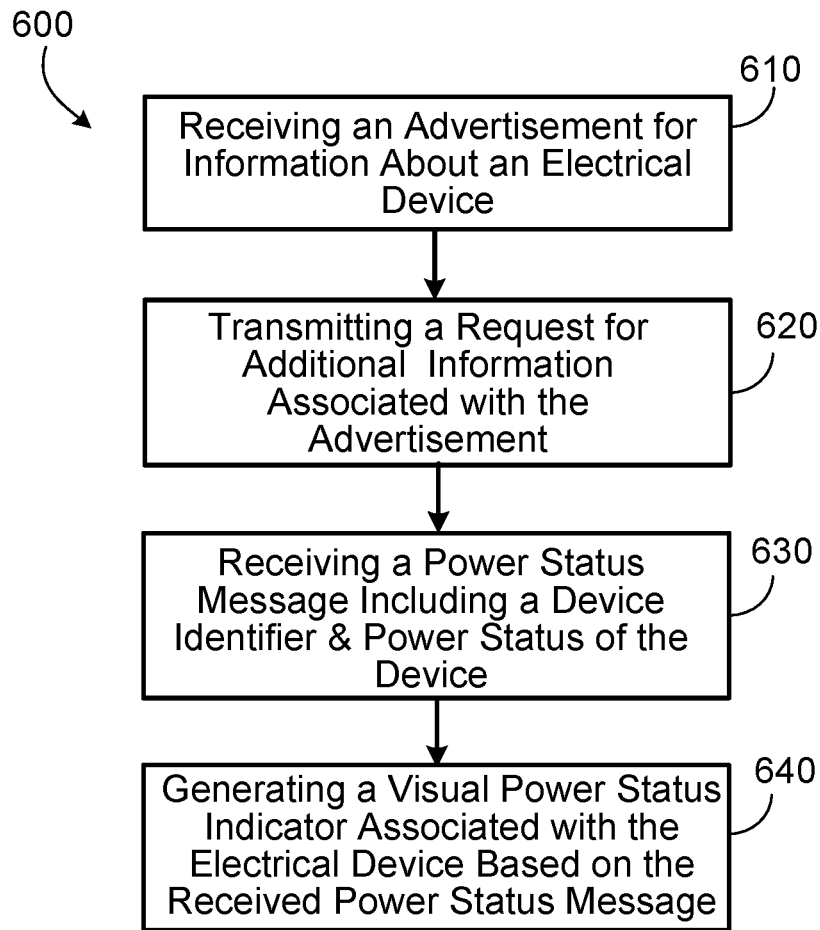 600
610
Receiving an Advertisement for
Information About an Electrical
Device
620
Transmitting a Request for
Additional Information
Associated with the
Advertisement
630
Receiving a Power Status
Message Including a Device
Identifier & Power Status of the
Device
640
Generating a Visual Power Status
Indicator Associated with the
Electrical Device Based on the
Received Power Status Message